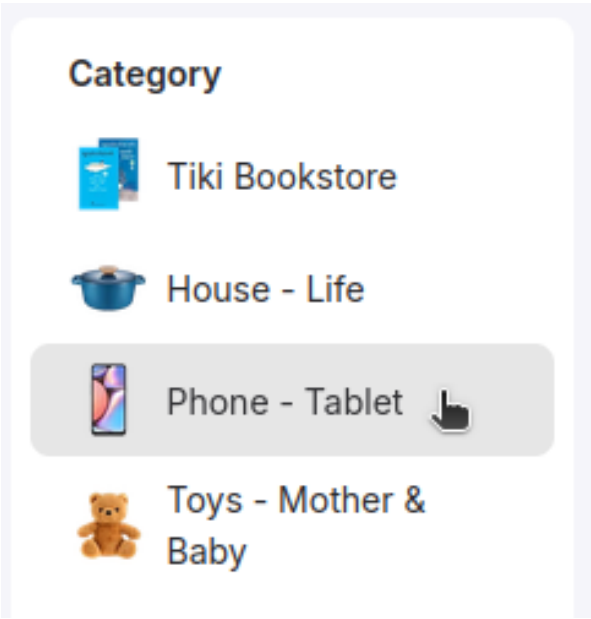 Category
Tiki Bookstore
House - Life
Phone - Tablet
Toys - Mother &
Baby